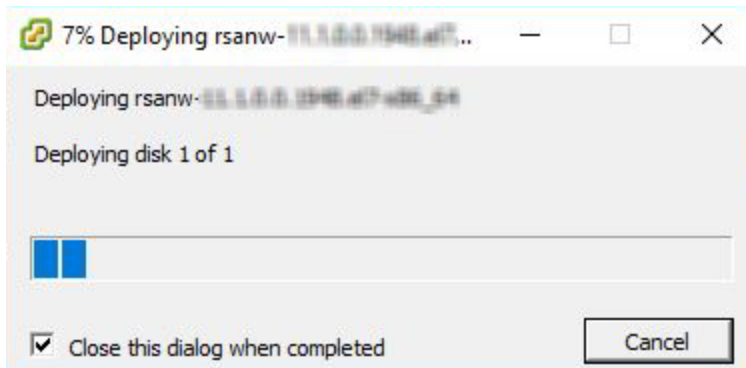 7% Deploying rsanw-
Deploying rsanw-
Deploying disk 1 of 1
Close this dialog when completed
Cancel